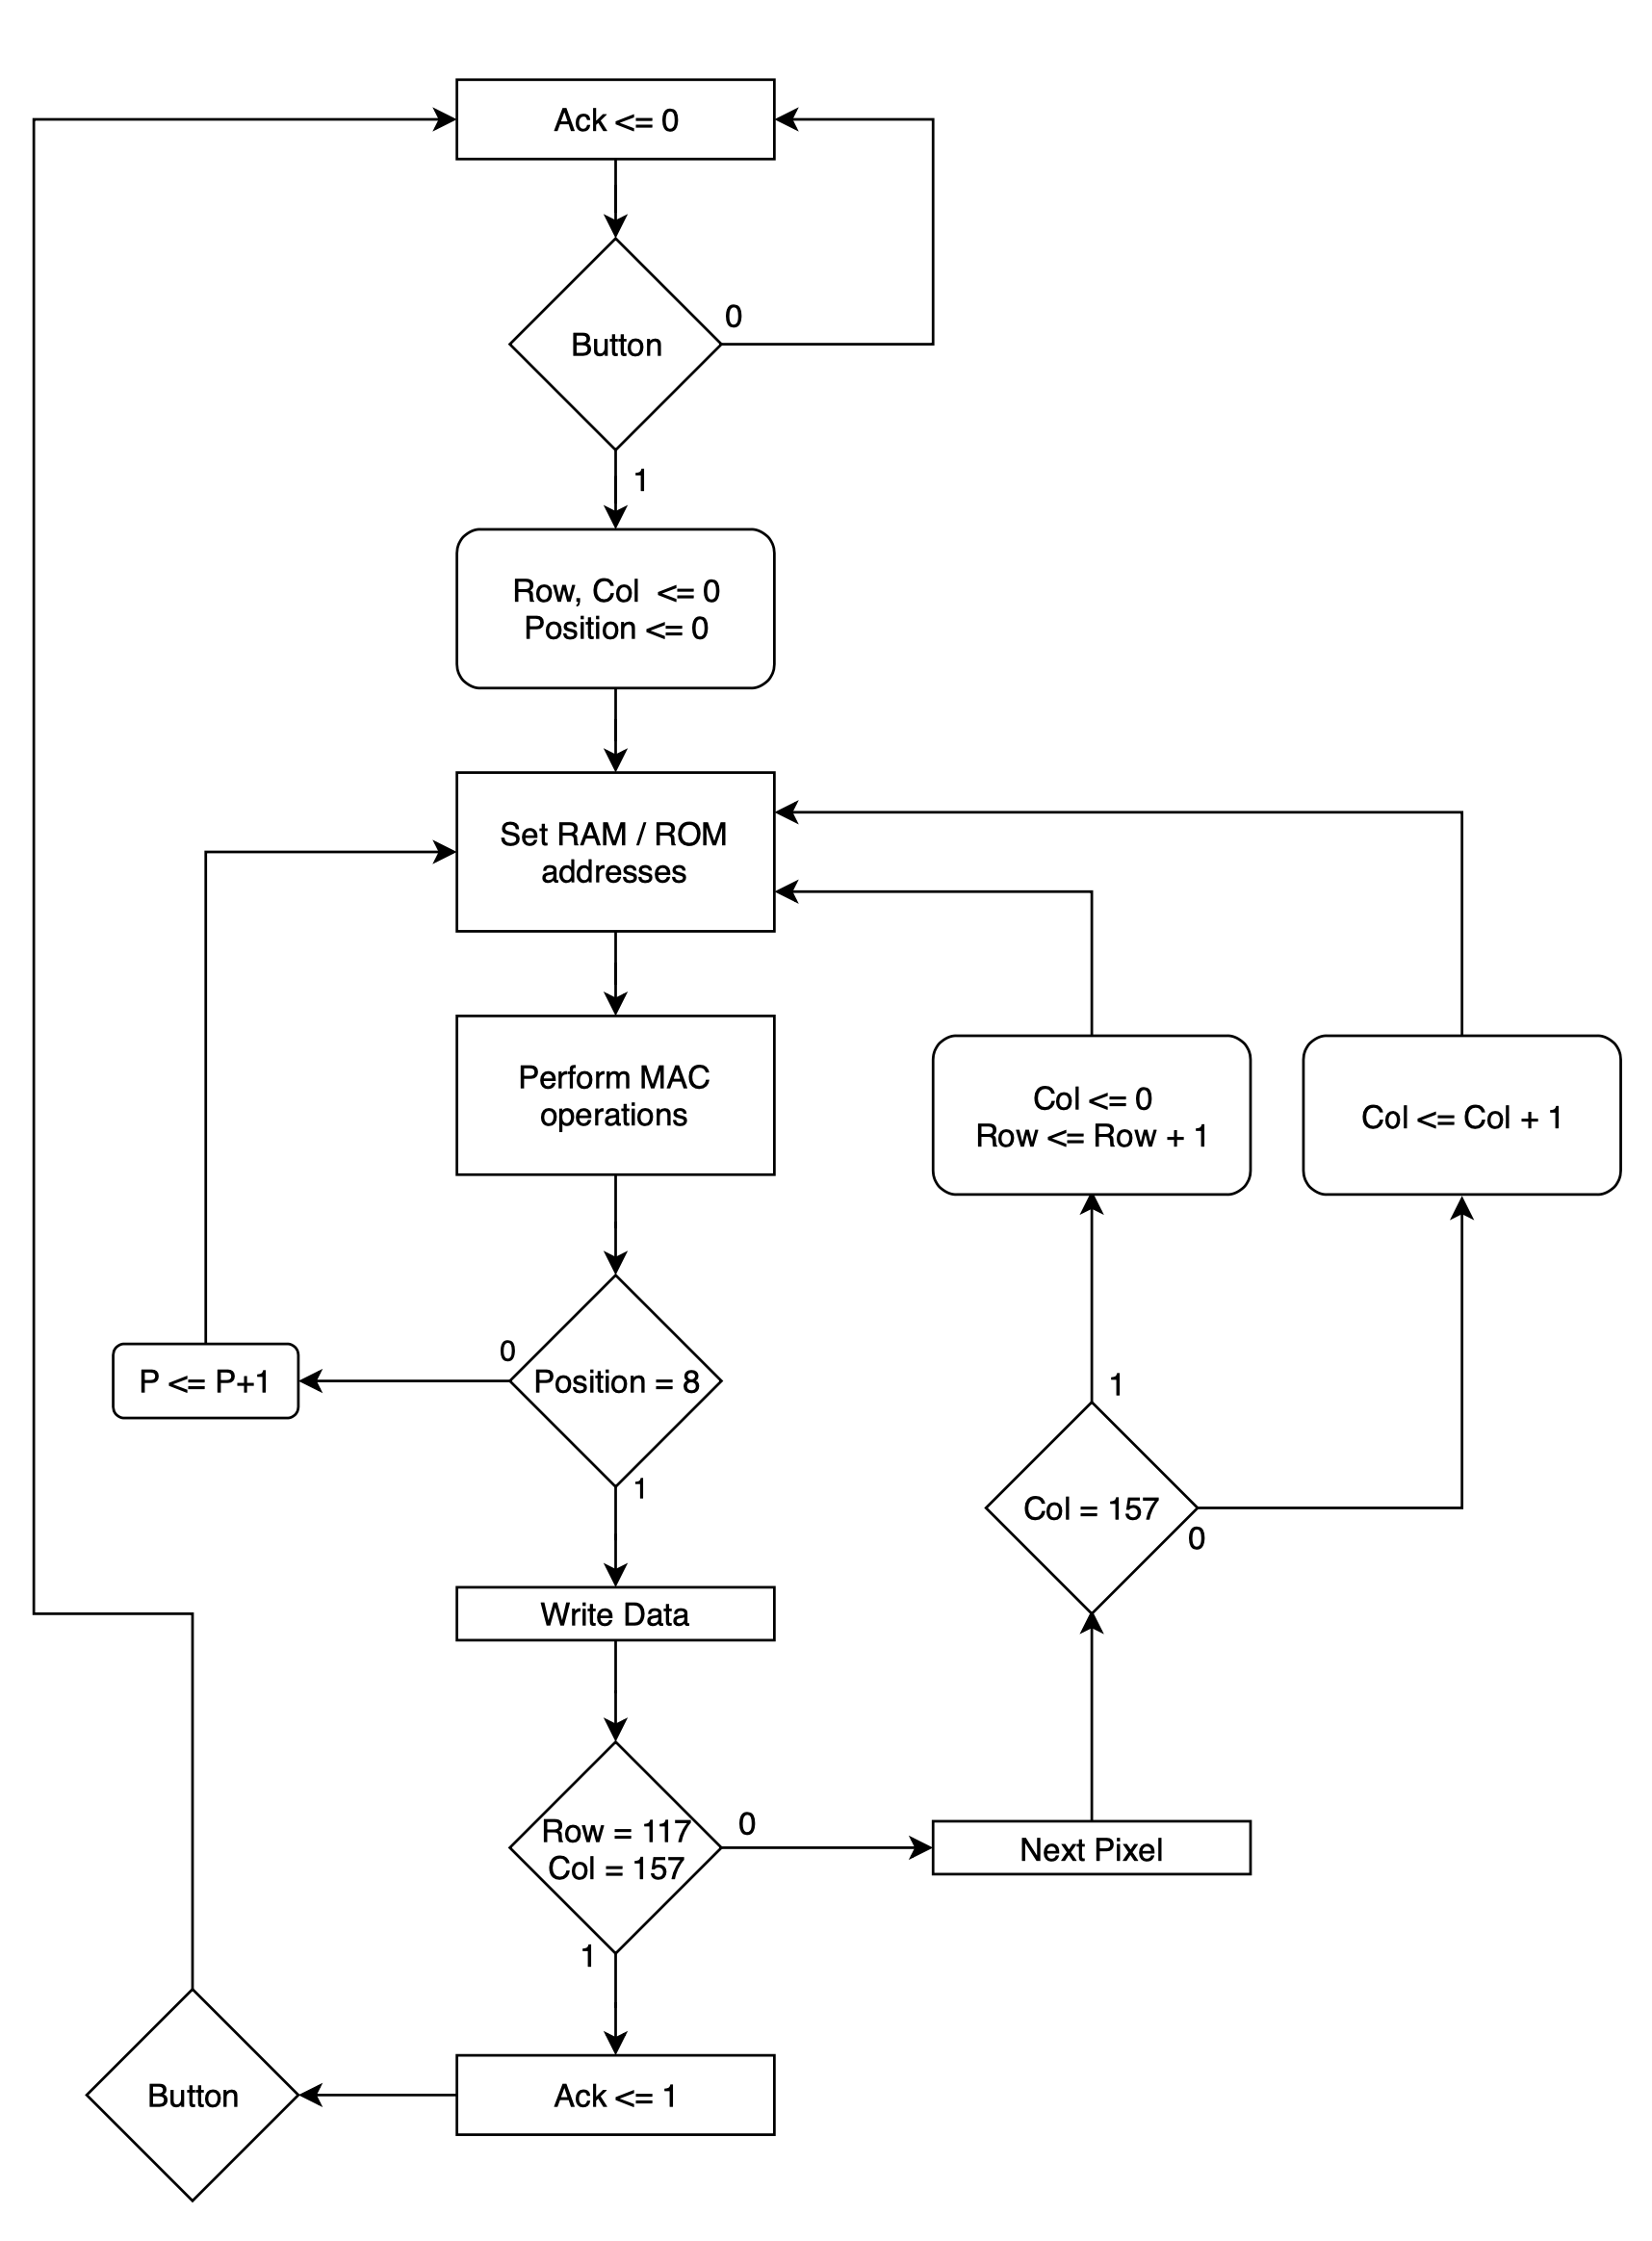 Ack <= 0
Button
0
1
Row, Col  <= 0
Position <= 0
Set RAM / ROM
addresses
Perform MAC
operations
Col <= 0
Row <= Row + 1
Col <= Col + 1
Position = 8
0
P <= P+1
1
Col = 157
1
0
Write Data
Row = 117
Col = 157
0
Next Pixel
1
Ack <= 1
Button